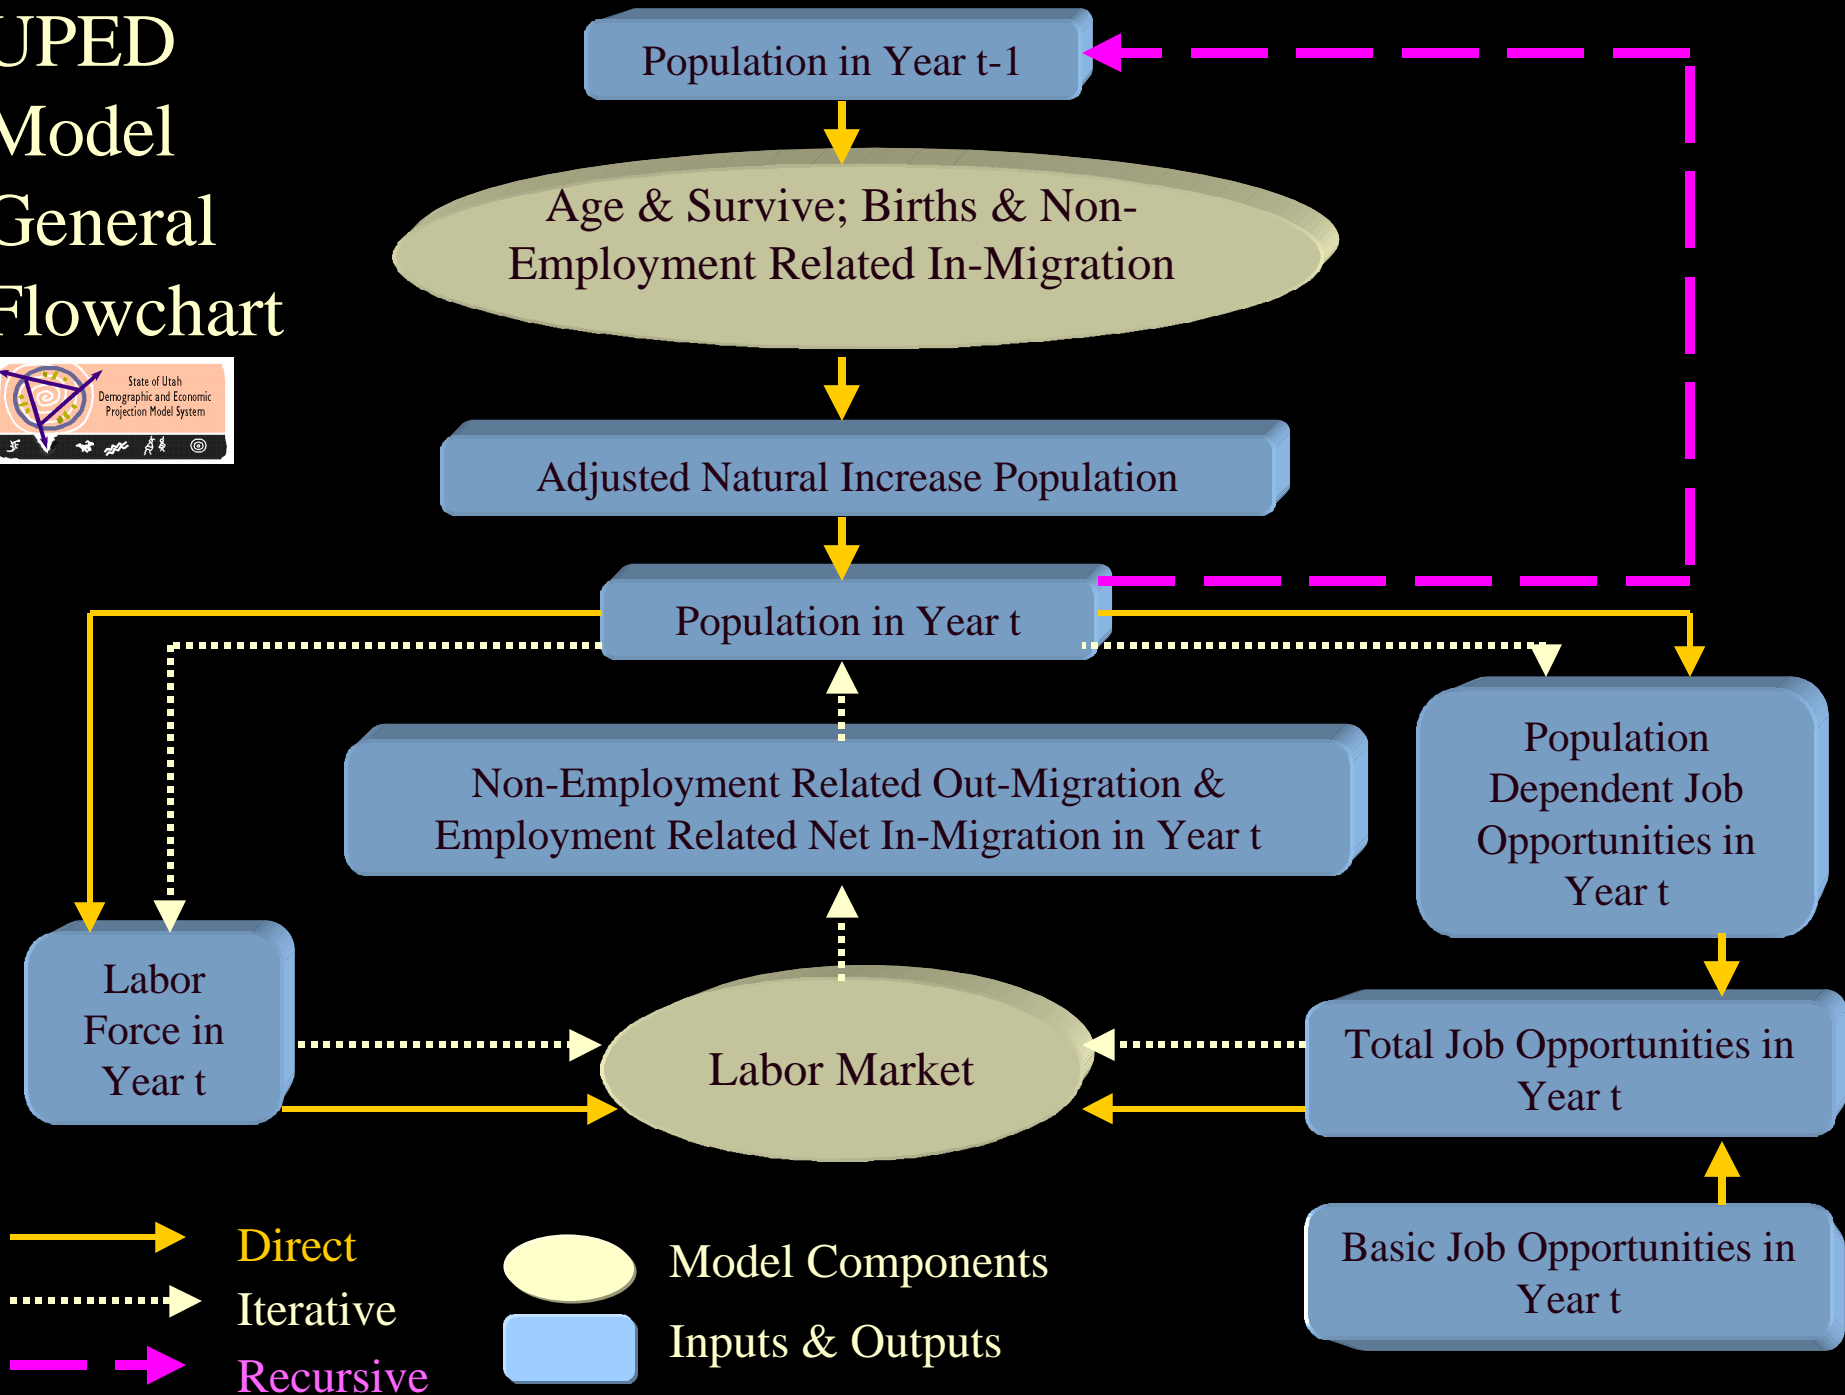 UPED
Model
General
Flowchart
State of Utah
Demographic and Economic
Projection Model System
Population in Year t-1
Age & Survive; Births & Non-
Employment Related In-Migration
Adjusted Natural Increase Population
Population in Year t
Non-Employment Related Out-Migration &
Employment Related Net In-Migration in Year t
Population
Dependent Job
Opportunities in
Year t
Labor
Force in
Year t
Labor Market
Total Job Opportunities in
Year t
Basic Job Opportunities in
Year t
Direct
Iterative
Recursive
Model Components
Inputs & Outputs